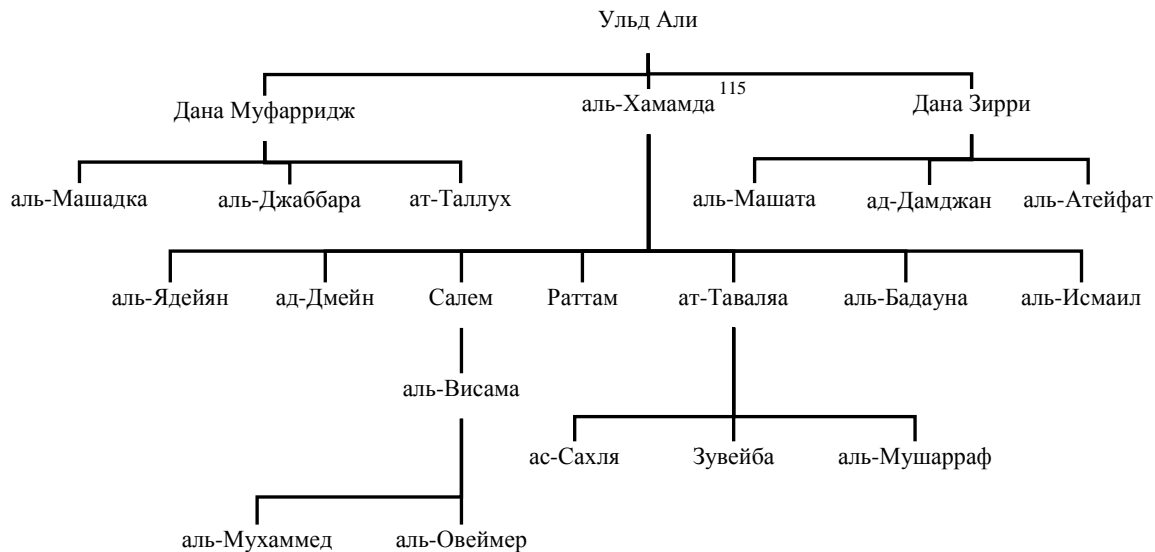 Ульд Али
115
Дана Муфарридж аль-Хамамда Дана Зирри
аль-Машадка аль-Джаббара ат-Таллух аль-Машата ад-Дамджан аль-Атейфат
аль-Ядейян ад-Дмейн Салем Раттам ат-Таваляа аль-Бадауна аль-Исмаил
аль-Висама
ас-Сахля Зувейба аль-Мушарраф
аль-Мухаммед аль-Овеймер